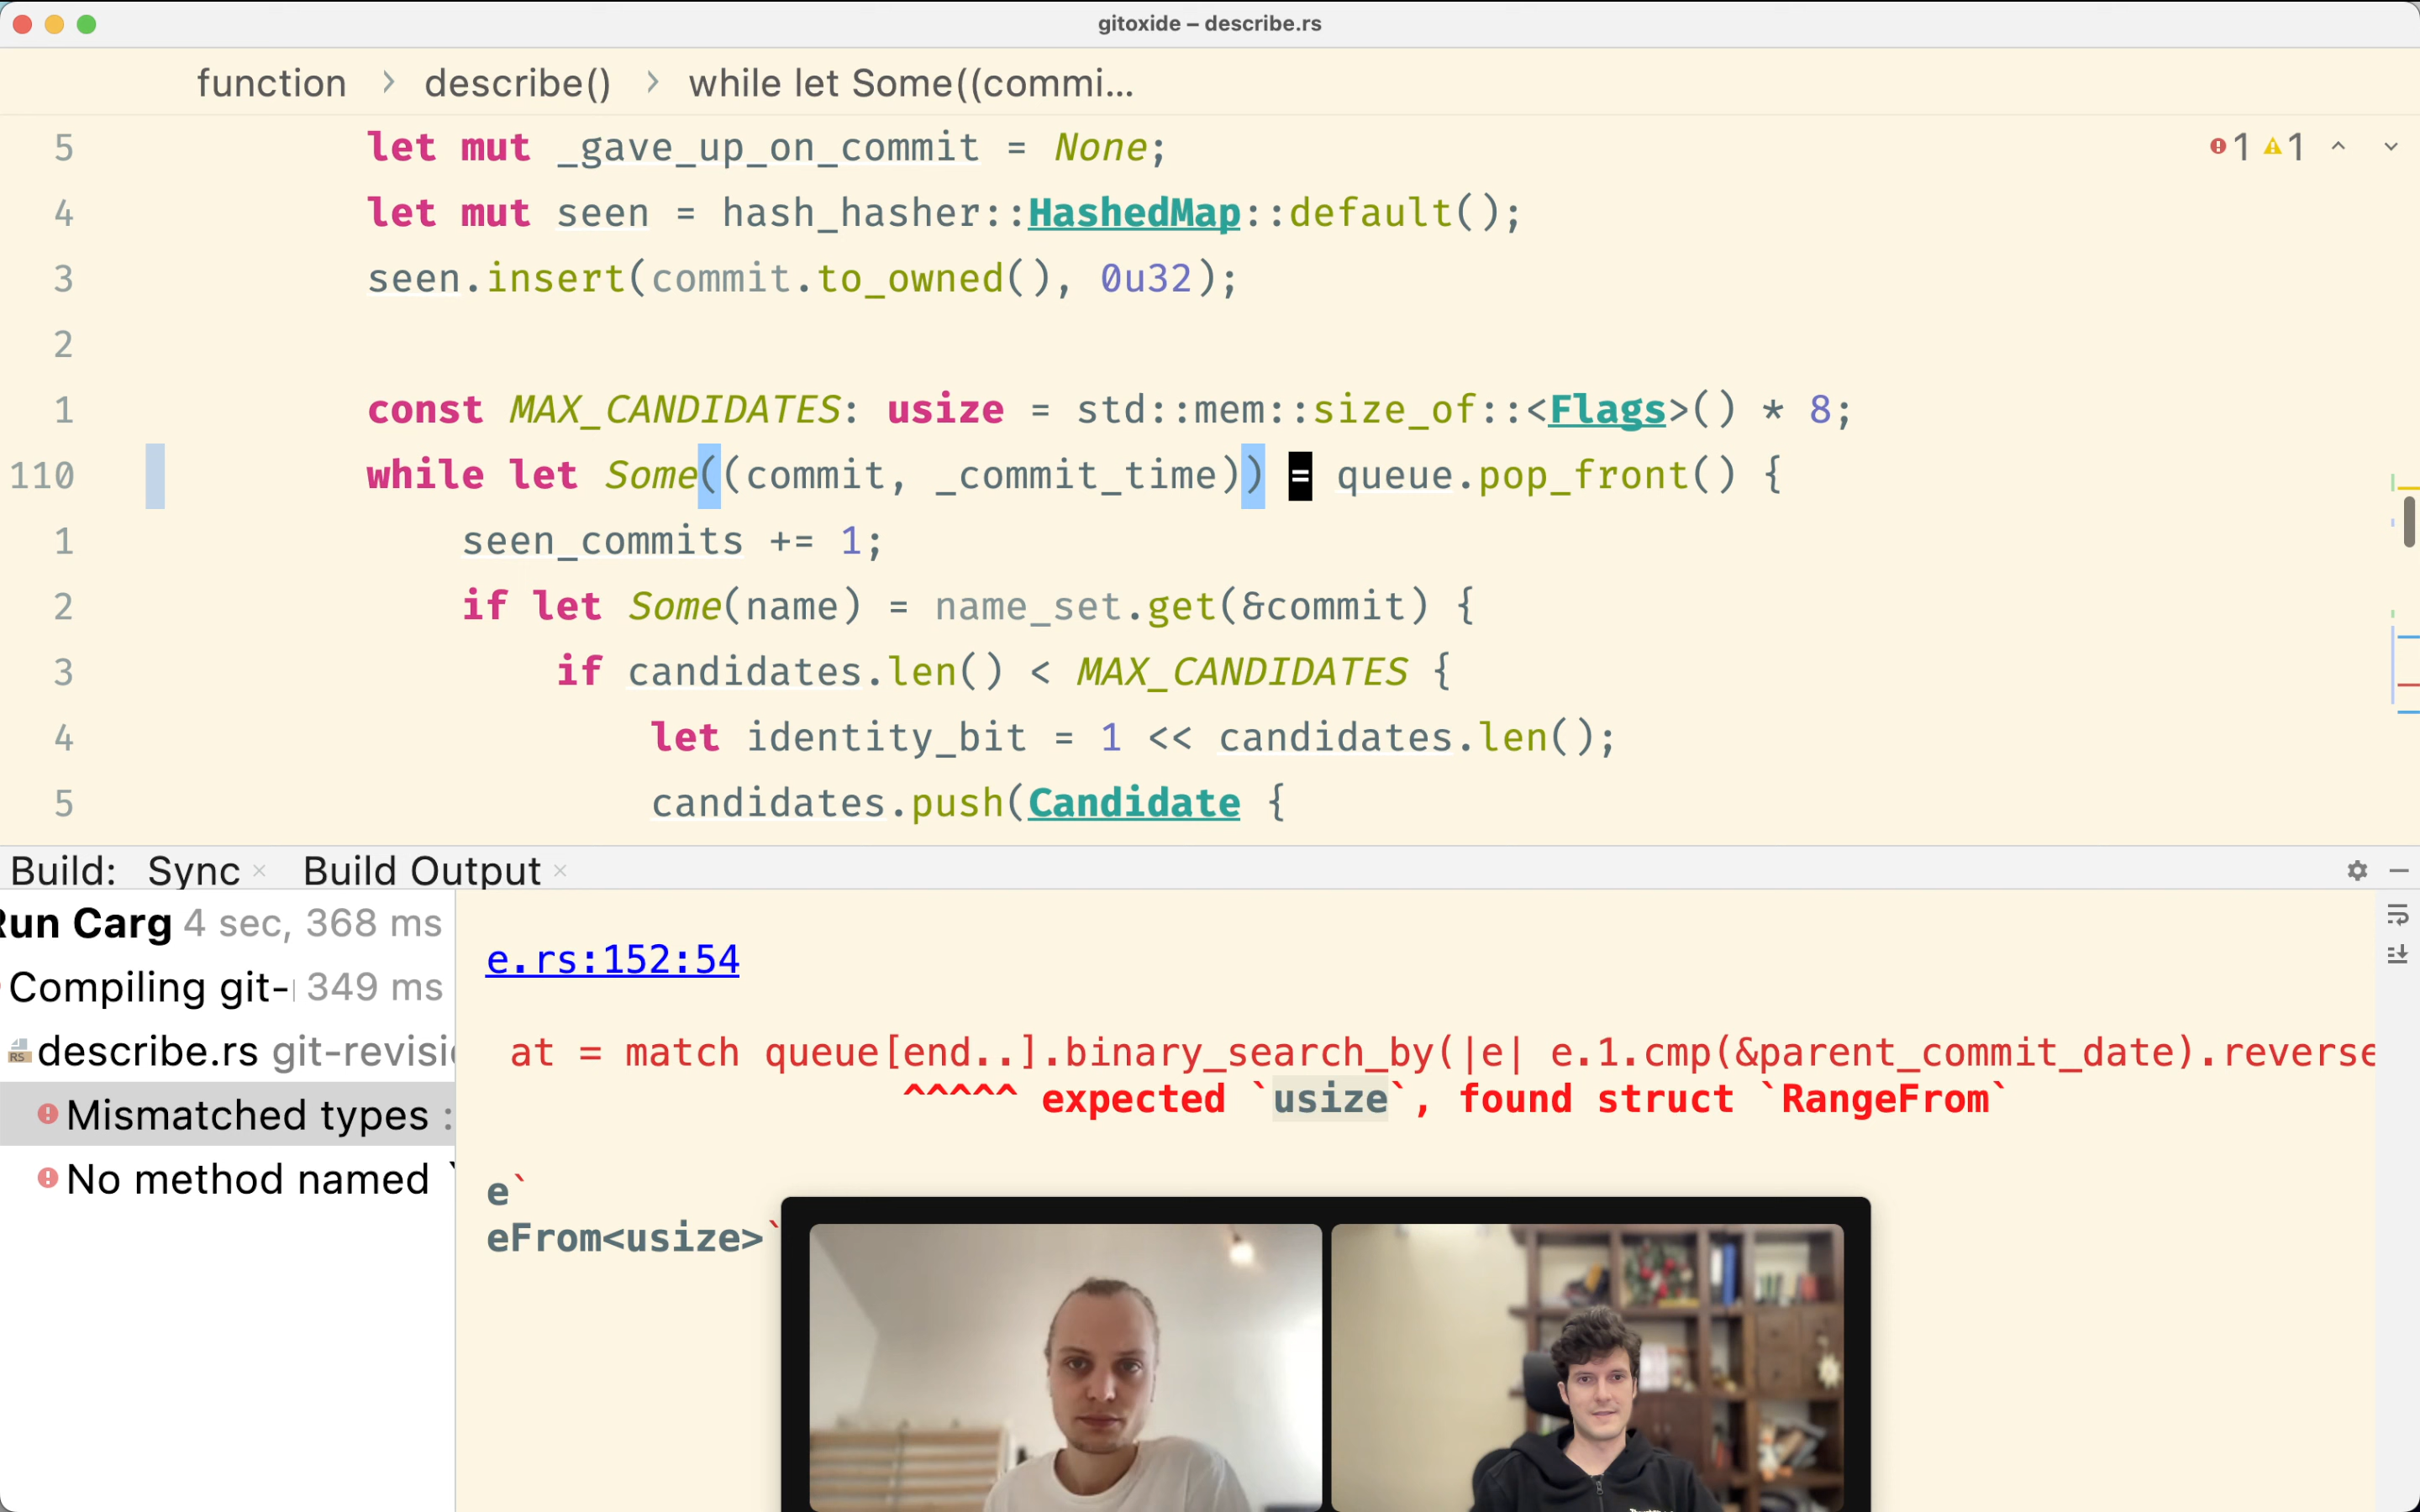 gitoxide – describe.rs
function > describe() > while let Some((commi...
5 let mut _gave_up_on_commit = None;
1 1
4 let mut seen = hash_hasher::HashedMap::default();
3 seen.insert(commit.to_owned(), 0u32);
2
1 const MAX_CANDIDATES: usize = std::mem::size_of::<Flags>() * 8;
110 while let Some((commit, _commit_time)) = queue.pop_front() {
1 seen_commits += 1;
2 if let Some(name) = name_set.get(&commit) {
3 if candidates.len() < MAX_CANDIDATES {
4 let identity_bit = 1 << candidates.len();
5 candidates.push(Candidate {
Build: Sync × Build Output ×
Run Carg 4 sec, 368 ms
Compiling git- 349 ms
describe.rs git-revisi
Mismatched types :
No method named `
e.rs:152:54
at = match queue[end..].binary_search_by(|e| e.1.cmp(&parent_commit_date).reverse
^^^^^ expected `usize`, found struct `RangeFrom`
e`
eFrom<usize>`